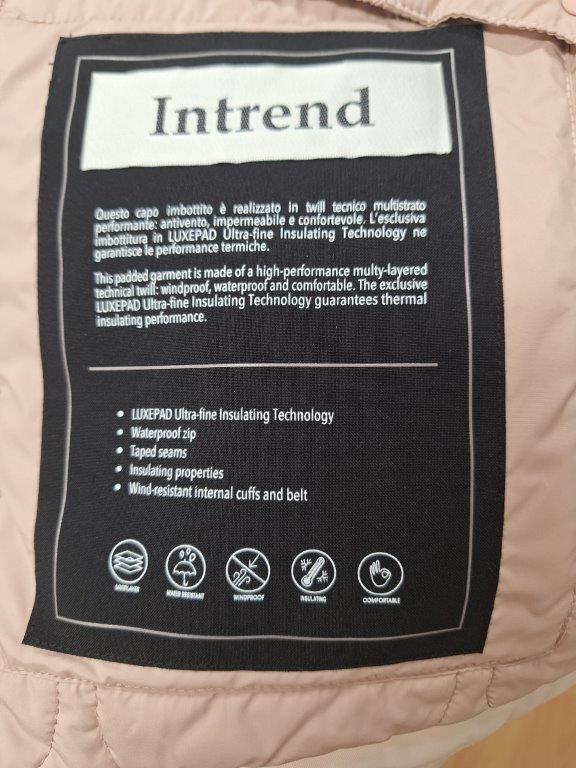 Intrend
Questo capo imbottito è realizzato in twill tecnico multistrato
performante: antivento, impermeabile e confortevole. L'esclusiva
imbottitura in LUXEPAD Ultra-fine Insulating Technology ne
garantisce le performance termiche.
This padded garment is made of a high-performance multy-layered
technical twill: windproof, waterproof and comfortable. The exclusive
LUXEPAD Ultra-fine Insulating Technology guarantees thermal
insulating performance.
• LUXEPAD Ultra-fine Insulating Technology
• Waterproof zip
• Taped seams
• Insulating properties
• Wind-resistant internal cuffs and belt
MULTILAYER WATER RESISTANT WINDPROOF INSULATING COMFORTABLE